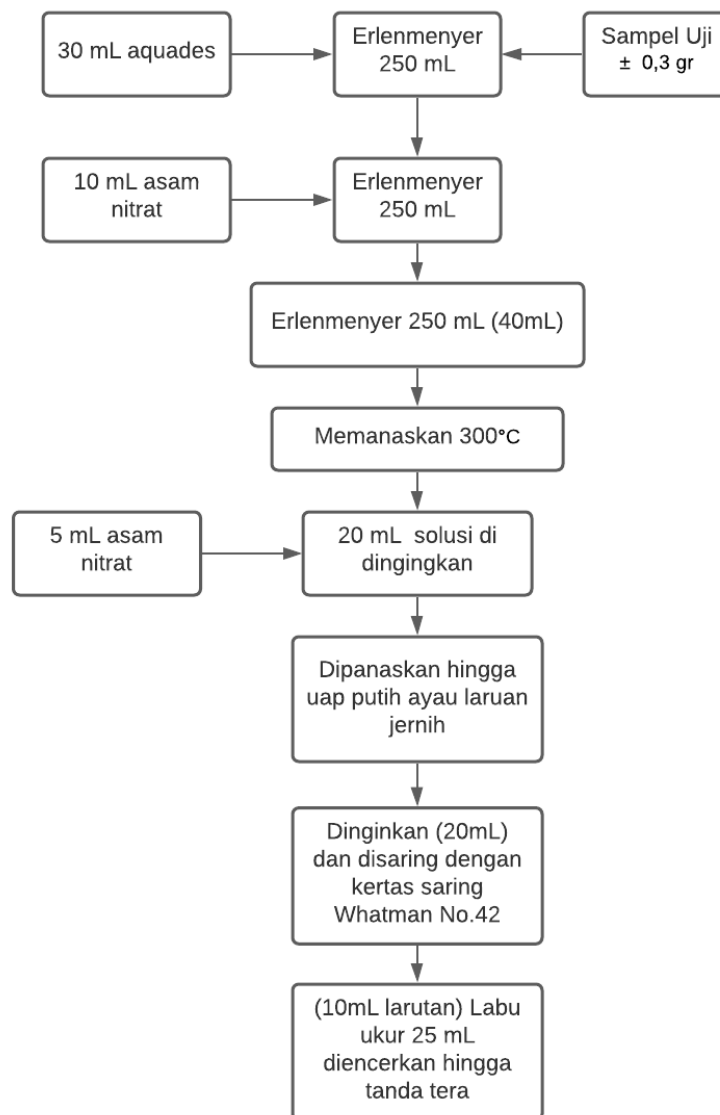 30 mL aquades
Erlenmenyer
250 mL
Sampel Uji
± 0,3 gr
10 mL asam
nitrat
Erlenmenyer
250 mL
Erlenmenyer 250 mL (40mL)
Memanaskan 300°C
5 mL asam
nitrat
20 mL solusi di
dingingkan
Dipanaskan hingga
uap putih ayau laruan
jernih
Dinginkan (20mL)
dan disaring dengan
kertas saring
Whatman No.42
(10mL larutan) Labu
ukur 25 mL
diencerkan hingga
tanda tera